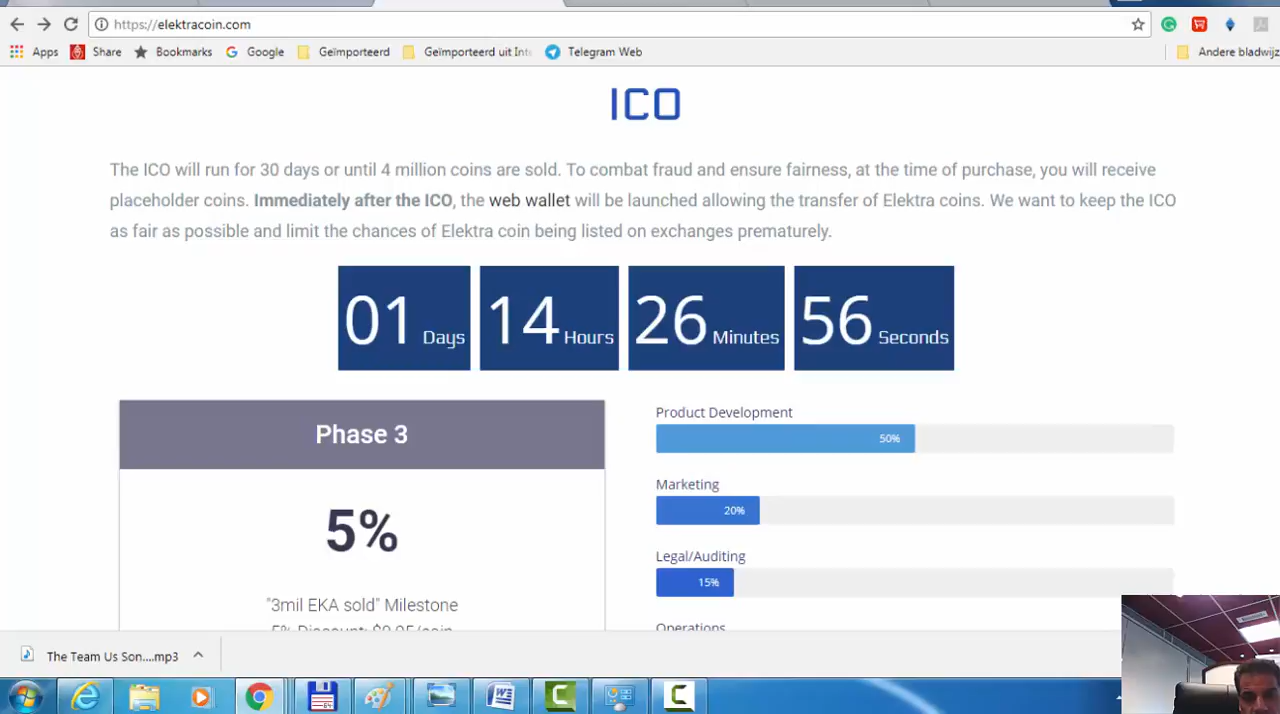 https://elektracoin.com
Apps Share Bookmarks Google Geïmporteerd Geïmporteerd uit Int Telegram Web Andere bladwijz
ICO
The ICO will run for 30 days or until 4 million coins are sold. To combat fraud and ensure fairness, at the time of purchase, you will receive
placeholder coins. Immediately after the ICO, the web wallet will be launched allowing the transfer of Elektra coins. We want to keep the ICO
as fair as possible and limit the chances of Elektra coin being listed on exchanges prematurely.
01 Days 14 Hours 26 Minutes 56 Seconds
Phase 3
5%
"3mil EKA sold" Milestone
5% Discount:
Product Development
50%
Marketing
20%
Legal/Auditing
15%
Operations
The Team Us Son....mp3